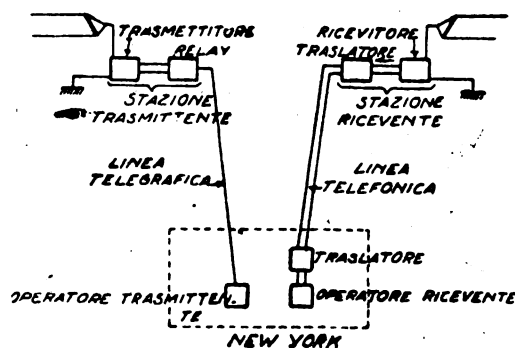 TRASMETTITORE
RELAY
STAZIONE
TRASMITTENTE
RICEVITORE
TRASLATORE
STAZIONE
RICEVENTE
LINEA
TELEGRAFICA
LINEA
TELEFONICA
TRASLATORE
OPERATORE TRASMITTEN.
TE
OPERATORE RICEVENTE
NEW YORK